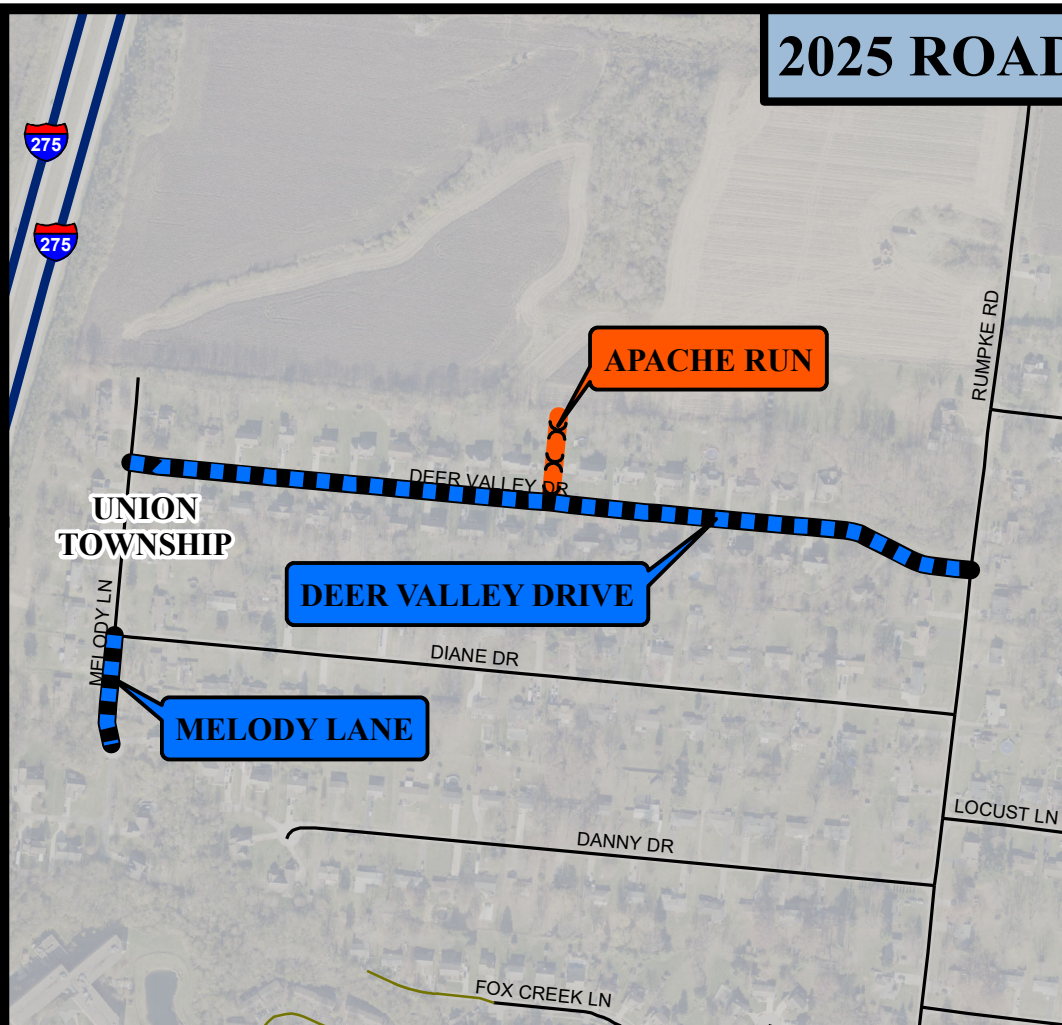 2025 ROAD
275
275
RUMPKE RD
APACHE RUN
DEER VALLEY DR
UNION
TOWNSHIP
DEER VALLEY DRIVE
MELODY LN
DIANE DR
MELODY LANE
LOCUST LN
DANNY DR
FOX CREEK LN